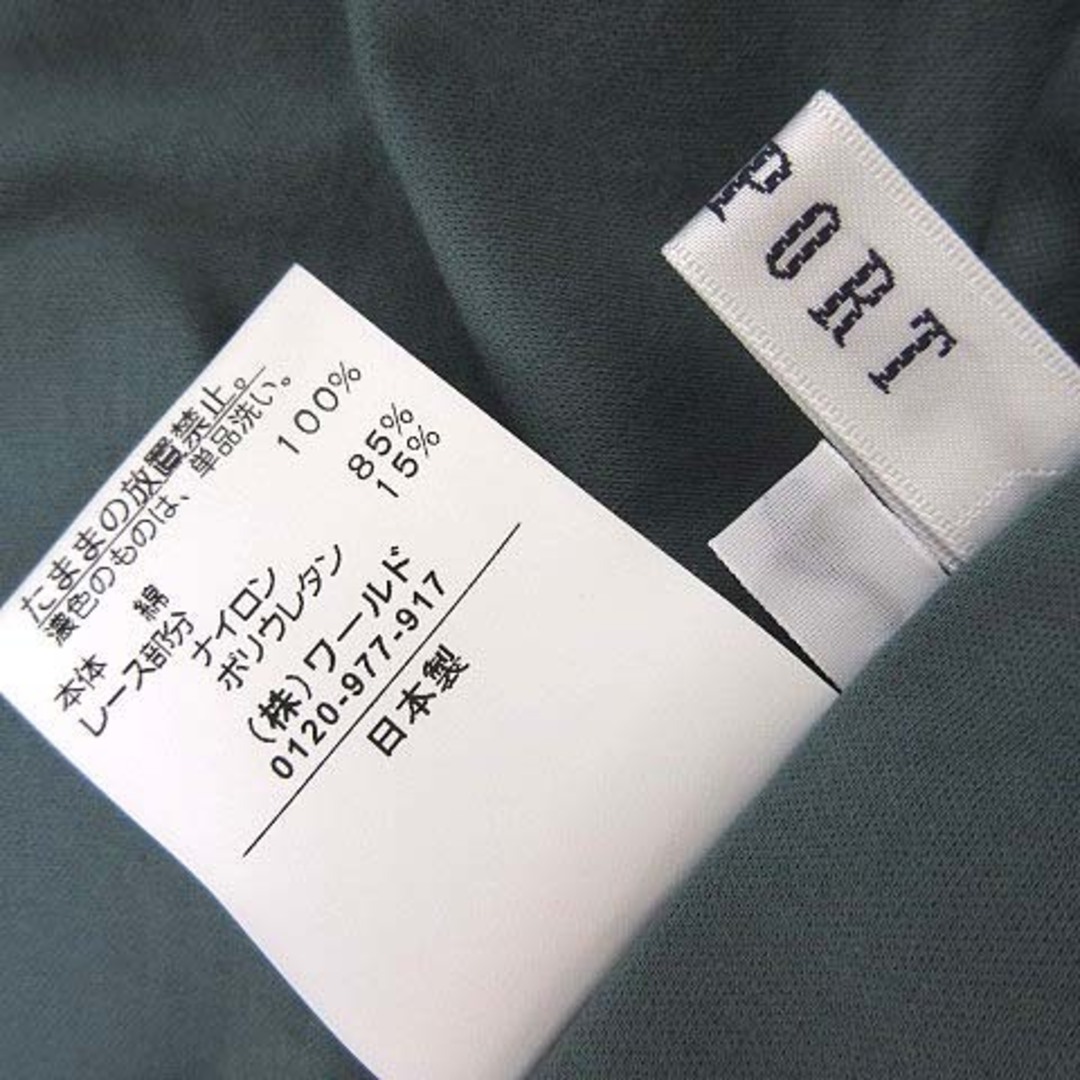 たままの放置禁止。
濃色のものは、単品洗い。
本体 綿 100%
レース部分
ナイロン 85%
ポリウレタン 15%
(株)ワールド
0120-977-917
日本製
PORT